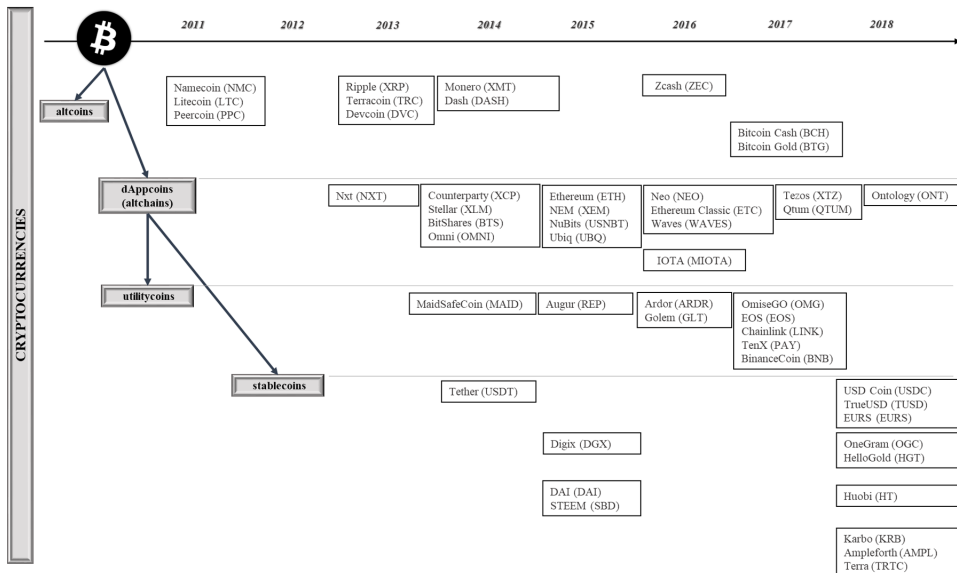 2011
2012
2013
2014
2015
2016
2017
2018
CRYPTOCURRENCIES
altcoins
Namecoin (NMC)
Litecoin (LTC)
Peercoin (PPC)
Ripple (XRP)
Terracoin (TRC)
Devcoin (DVC)
Monero (XMT)
Dash (DASH)
Zcash (ZEC)
Bitcoin Cash (BCH)
Bitcoin Gold (BTG)
dAppcoins
(altchains)
Nxt (NXT)
Counterparty (XCP)
Stellar (XLM)
BitShares (BTS)
Omni (OMNI)
Ethereum (ETH)
NEM (XEM)
NuBits (USNBT)
Ubiq (UBQ)
Neo (NEO)
Ethereum Classic (ETC)
Waves (WAVES)
IOTA (MIOTA)
Tezos (XTZ)
Qtum (QTUM)
Ontology (ONT)
utilitycoins
MaidSafeCoin (MAID)
Augur (REP)
Ardor (ARDR)
Golem (GLT)
OmiseGO (OMG)
EOS (EOS)
Chainlink (LINK)
TenX (PAY)
BinanceCoin (BNB)
stablecoins
Tether (USDT)
Digix (DGX)
DAI (DAI)
STEEM (SBD)
USD Coin (USDC)
TrueUSD (TUSD)
EURS (EURS)
OneGram (OGC)
HelloGold (HGT)
Huobi (HT)
Karbo (KRB)
Ampleforth (AMPL)
Terra (TRTC)